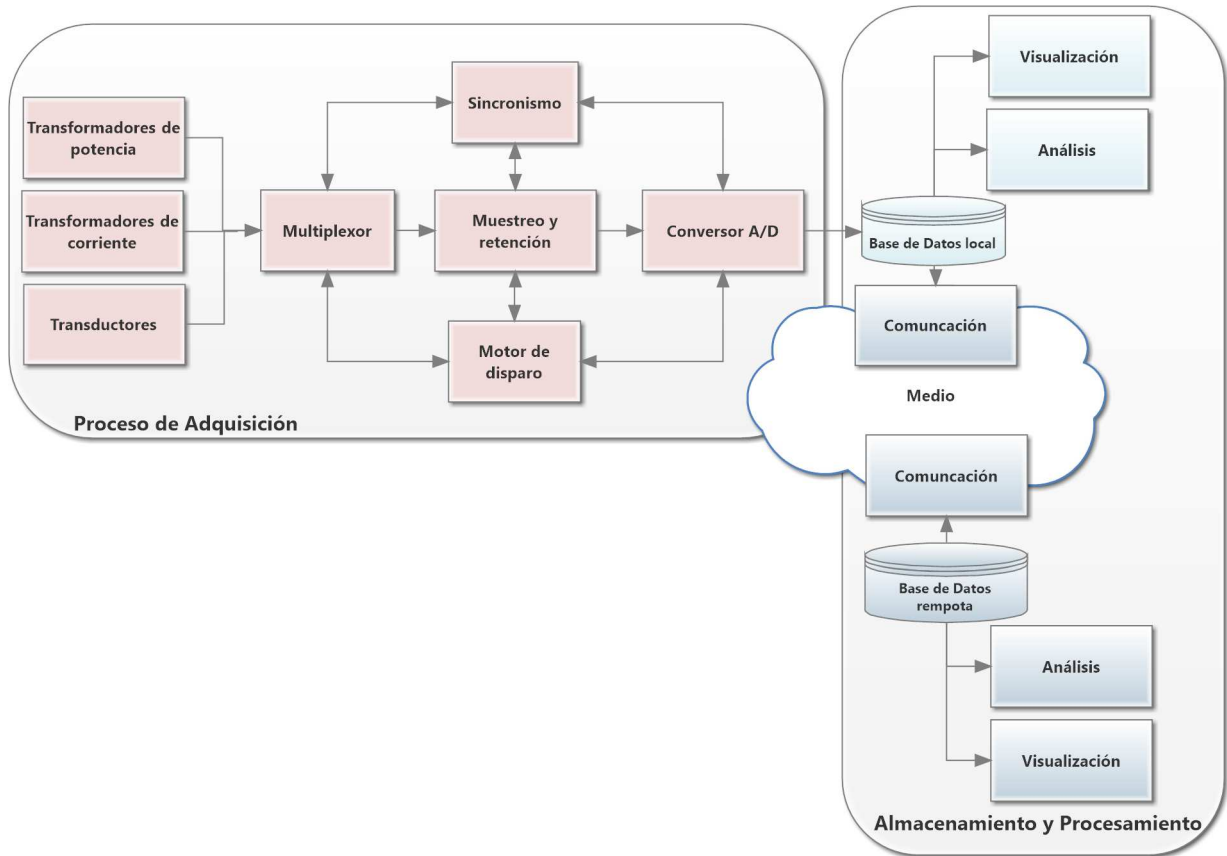 Transformadores de
potencia
Transformadores de
corriente
Transductores
Multiplexor
Sincronismo
Muestreo y
retención
Motor de
disparo
Conversor A/D
Proceso de Adquisición
Visualización
Análisis
Base de Datos local
Comuncación
Medio
Comuncación
Base de Datos
rempota
Análisis
Visualización
Almacenamiento y Procesamiento